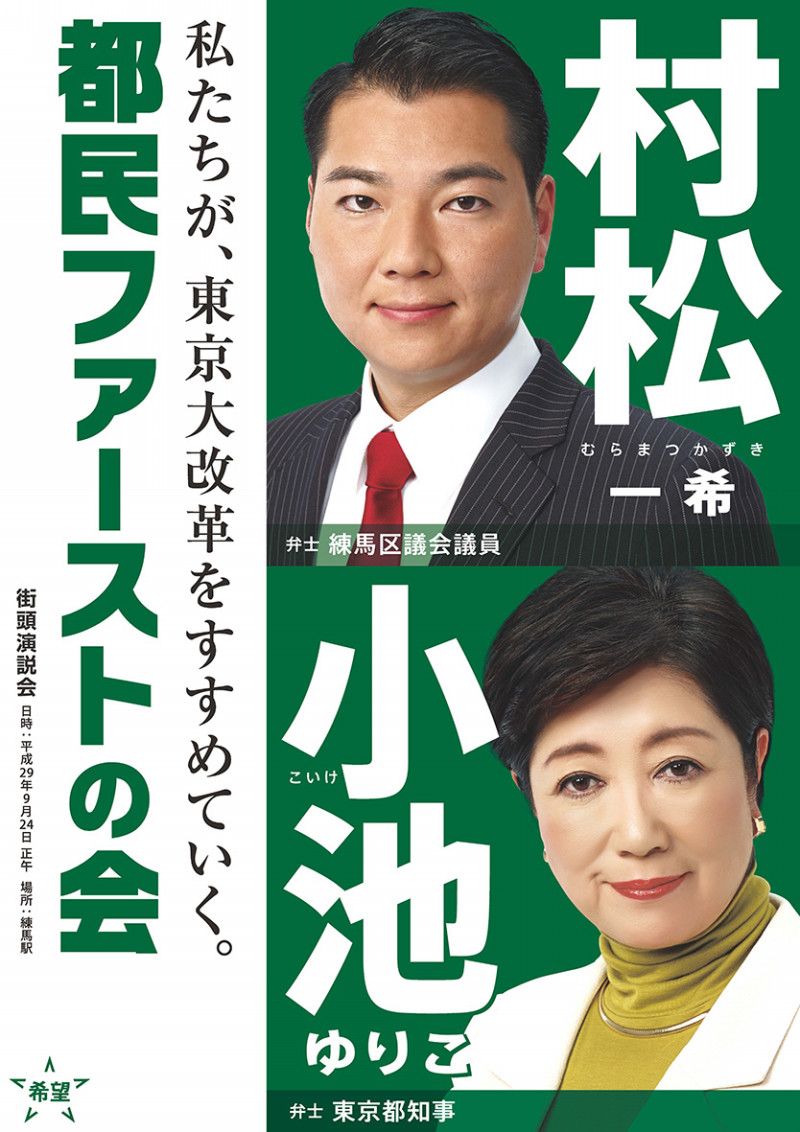 村松
むらまつかずき
一希
弁士 練馬区議会議員
小池
こいけ
ゆりこ
弁士 東京都知事
私たちが、東京大改革をすすめていく。
都民ファーストの会
街頭演説会 日時:平成29年9月24日 正午 場所:練馬駅
希望